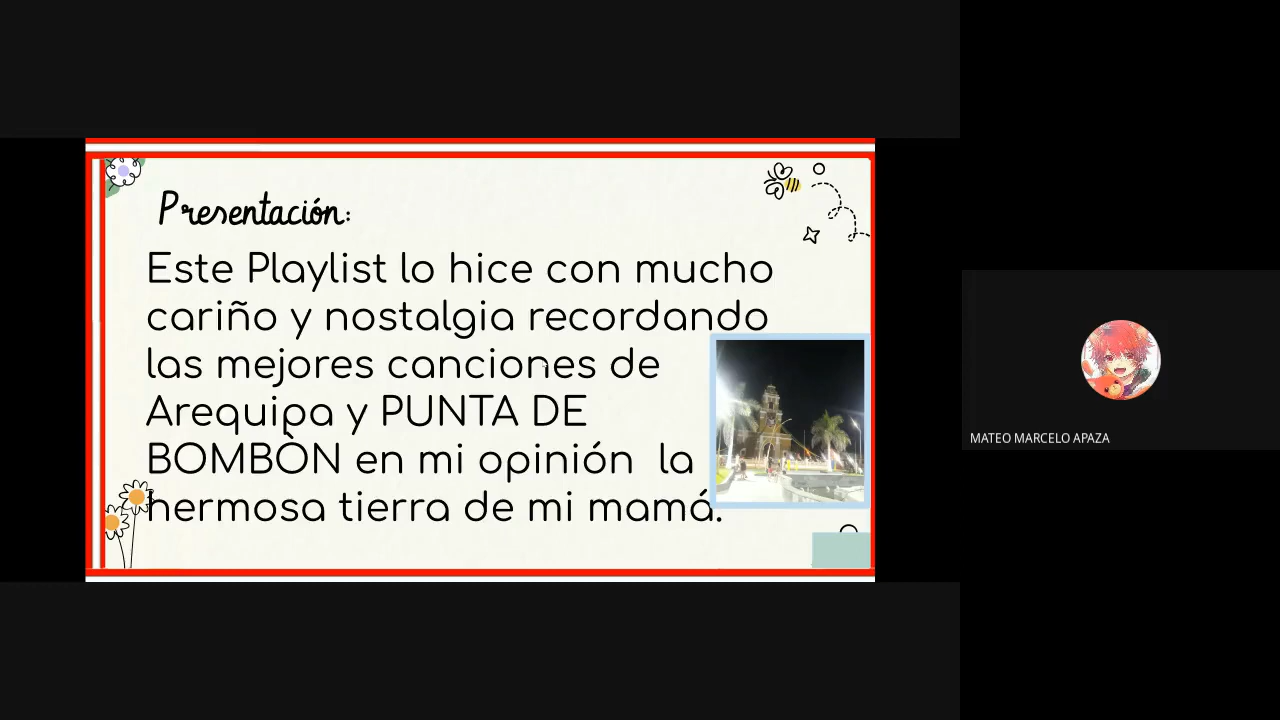 Presentación:
Este Playlist lo hice con mucho
cariño y nostalgia recordando
las mejores canciones de
Arequipa y PUNTA DE
BOMBÒN en mi opinión la
hermosa tierra de mi mamá.
MATEO MARCELO APAZA